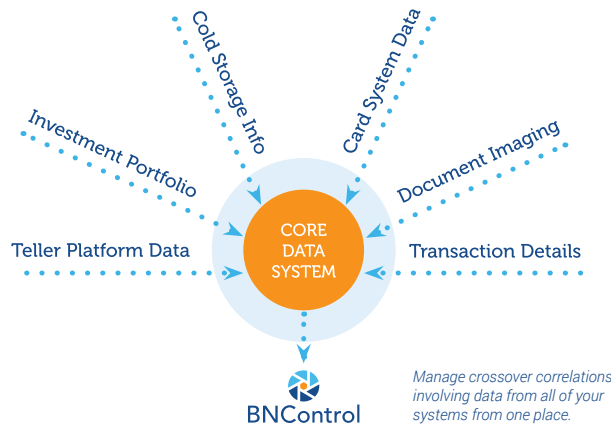 Cold Storage Info
Card System Data
Investment Portfolio
Document Imaging
Teller Platform Data
CORE
DATA
SYSTEM
Transaction Details
BNControl
Manage crossover correlations
involving data from all of your
systems from one place.